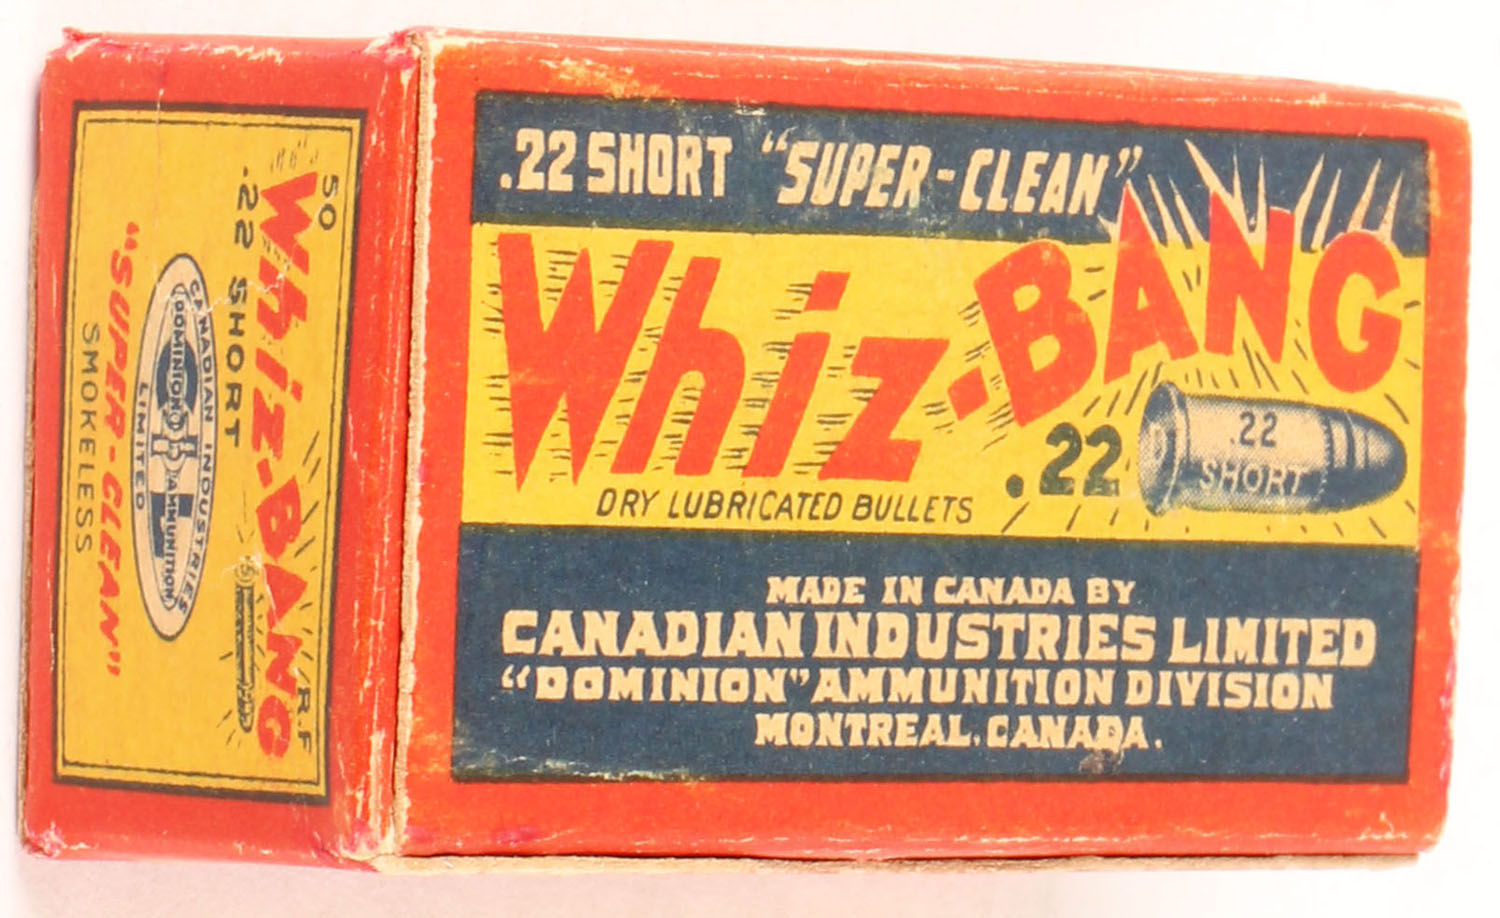 .22 SHORT “SUPER-CLEAN”
Whiz-BANG
DRY LUBRICATED BULLETS
.22
.22
SHORT
MADE IN CANADA BY
CANADIAN INDUSTRIES LIMITED
“DOMINION” AMMUNITION DIVISION
MONTREAL, CANADA.
50
R.F
Whiz-BANG
.22 SHORT
CANADIAN INDUSTRIES
DOMINION AMMUNITION
LIMITED
“SUPER-CLEAN”
SMOKELESS